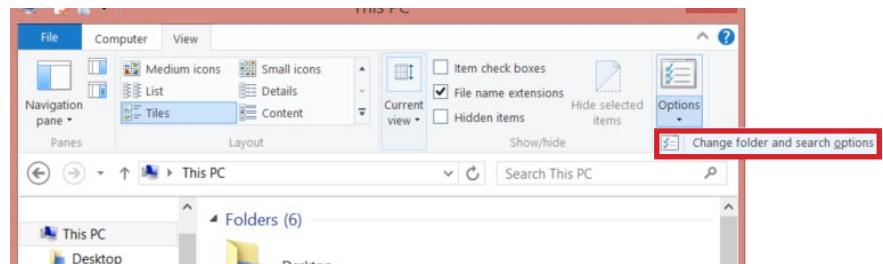 This PC
File Computer View
Medium icons Small icons
List Details
Tiles Content
Navigation pane
Current view
Item check boxes
File name extensions
Hidden items
Hide selected items
Options
Panes Layout Show/hide
Change folder and search options
This PC Search This PC
Folders (6)
This PC
Desktop
Desktop